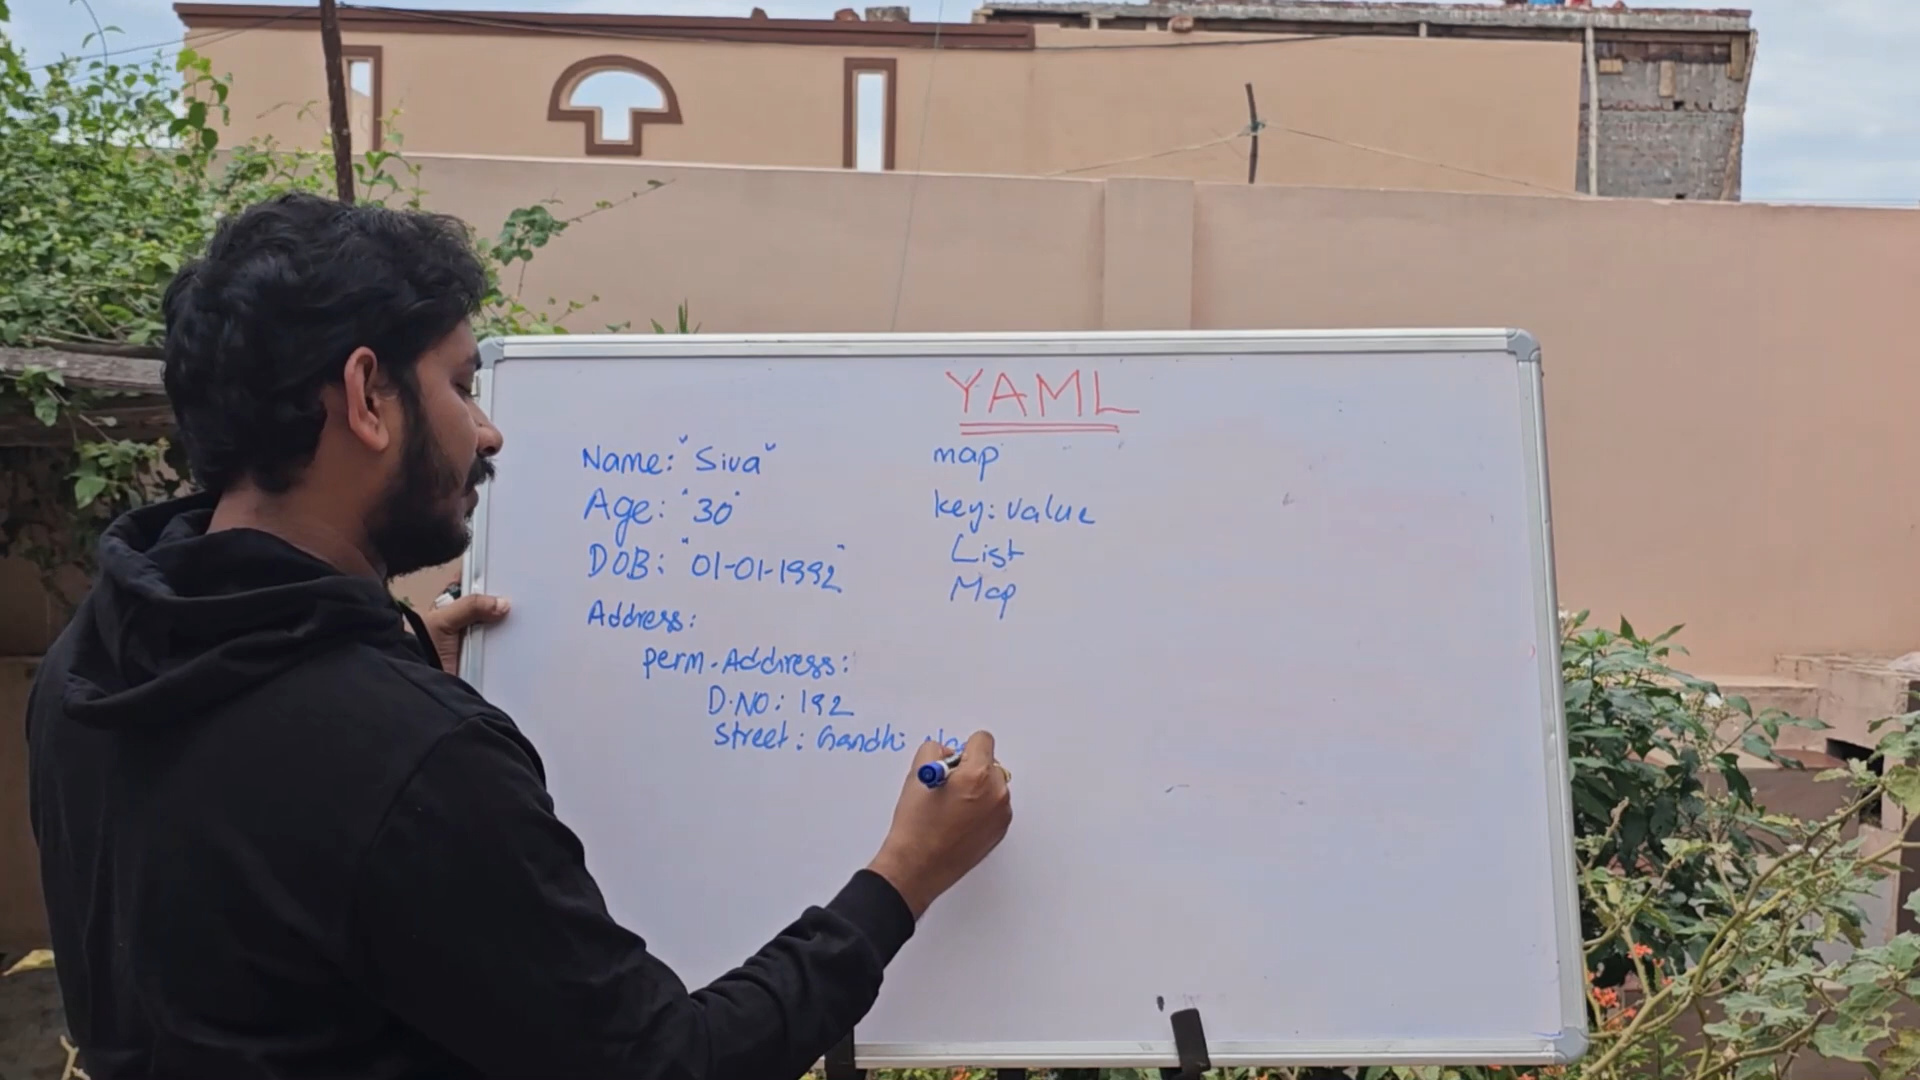 YAML
Name: "Siva"
Age: "30"
DOB: "01-01-1992"
Address:
perm-Address:
D.NO: 192
Street: Gandhi
map
key: value
List
Map